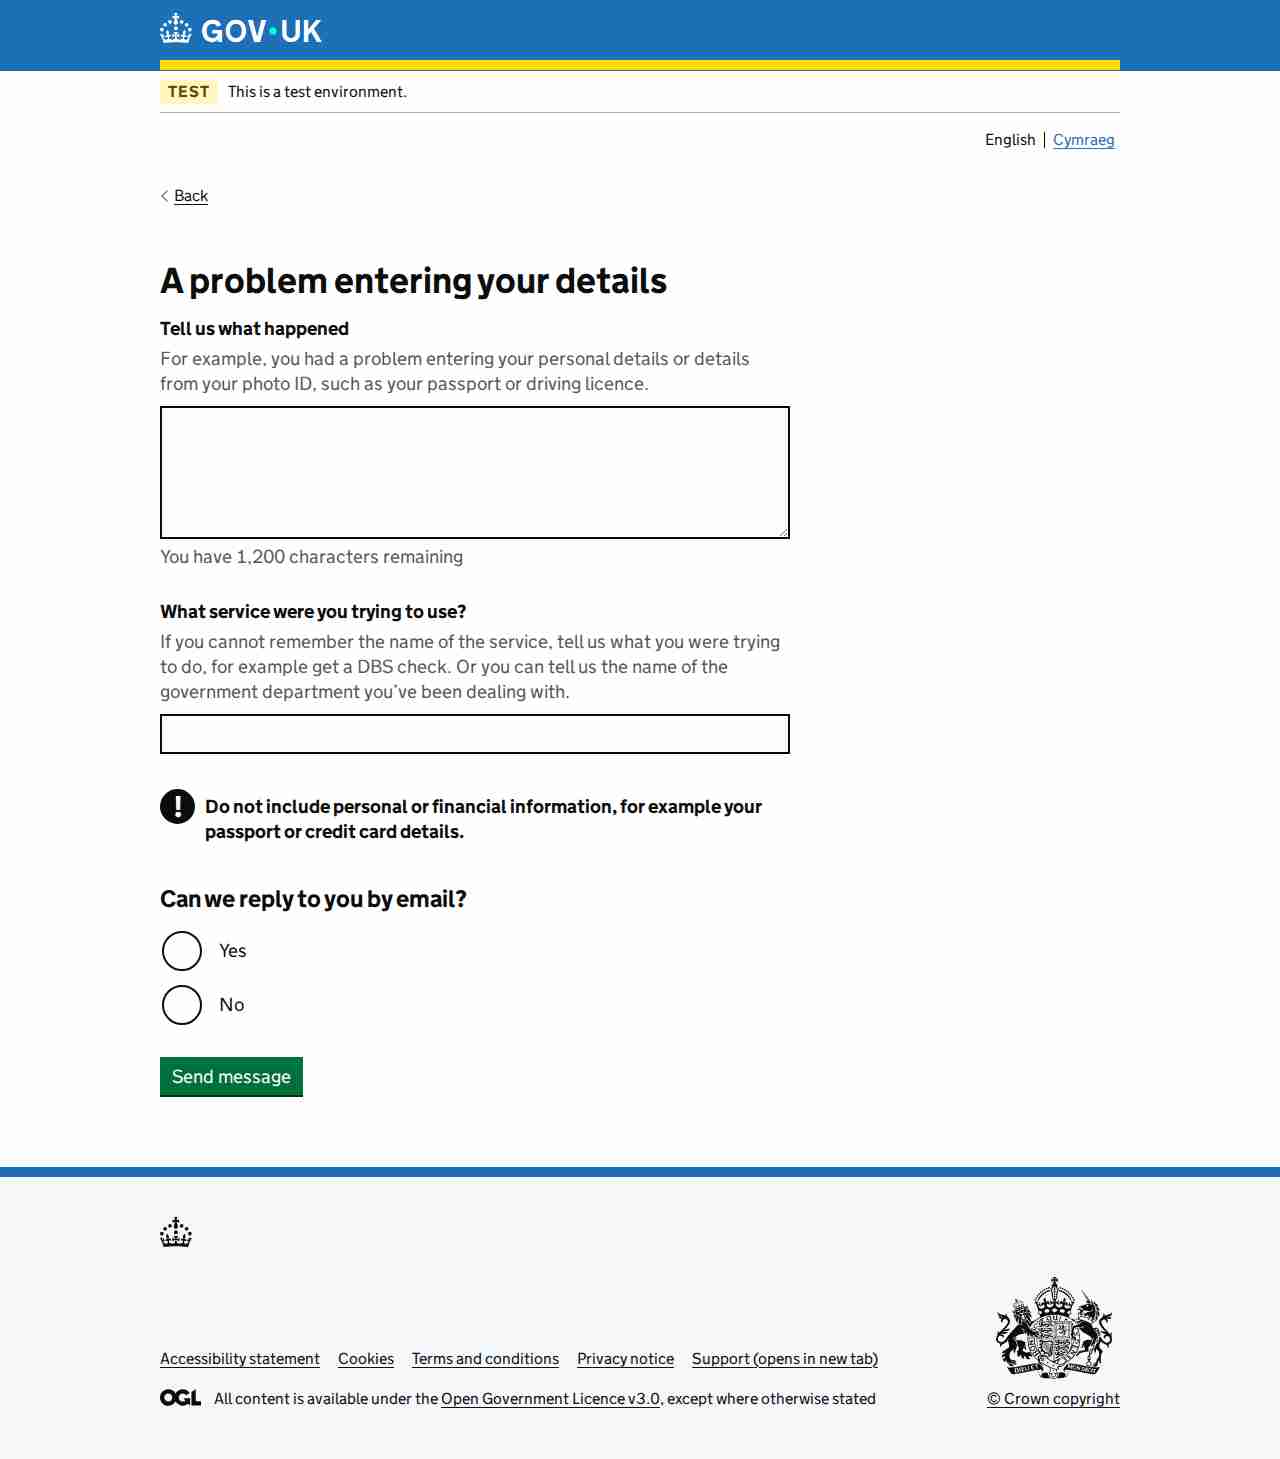 GOV·UK
TEST This is a test environment.
English Cymraeg
Back
A problem entering your details
Tell us what happened
For example, you had a problem entering your personal details or details
from your photo ID, such as your passport or driving licence.
You have 1,200 characters remaining
What service were you trying to use?
If you cannot remember the name of the service, tell us what you were trying
to do, for example get a DBS check. Or you can tell us the name of the
government department you’ve been dealing with.
! Do not include personal or financial information, for example your
passport or credit card details.
Can we reply to you by email?
Yes
No
Send message
Accessibility statement Cookies Terms and conditions Privacy notice Support (opens in new tab)
OGL All content is available under the Open Government Licence v3.0, except where otherwise stated
© Crown copyright